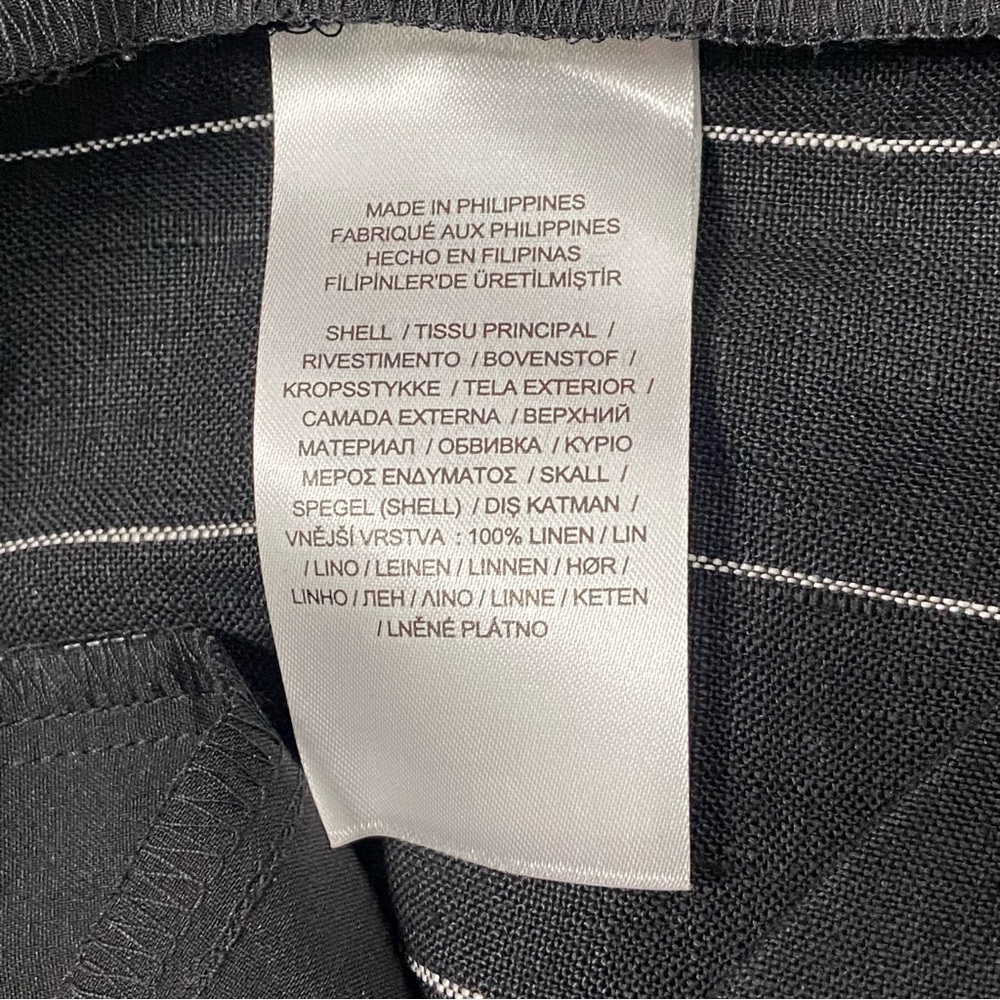 MADE IN PHILIPPINES
FABRIQUÉ AUX PHILIPPINES
HECHO EN FILIPINAS
FİLİPİNLER'DE ÜRETİLMİŞTİR
SHELL / TISSU PRINCIPAL /
RIVESTIMENTO / BOVENSTOF /
KROPSSTYKKE / TELA EXTERIOR /
CAMADA EXTERNA / ВЕРХНИЙ
МАТЕРИАЛ / ОБВИВКА / ΚΥΡΙΟ
ΜΕΡΟΣ ΕΝΔΥΜΑΤΟΣ / SKALL /
SPEGEL (SHELL) / DIŞ KATMAN /
VNĚJŠÍ VRSTVA : 100% LINEN / LIN
/ LINO / LEINEN / LINNEN / HØR /
LINHO / ЛЕН / ΛΙΝΟ / LINNE / KETEN
/ LNĚNÉ PLÁTNO